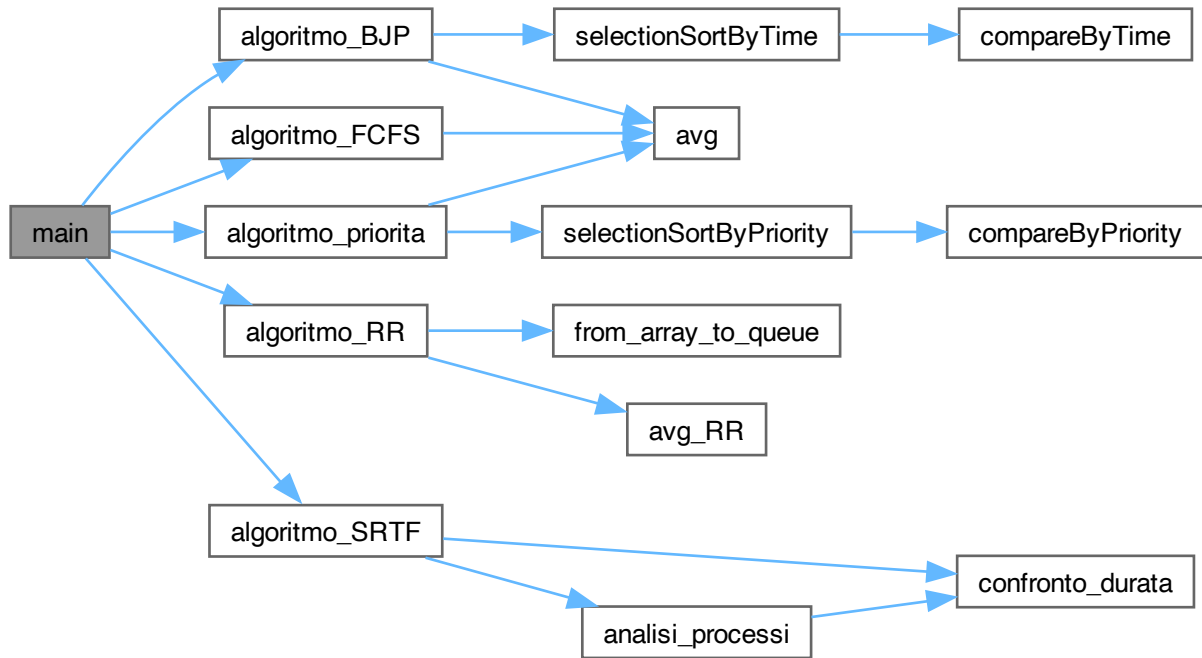 algoritmo_BJP
selectionSortByTime
compareByTime
algoritmo_FCFS
avg
main
algoritmo_priorita
selectionSortByPriority
compareByPriority
algoritmo_RR
from_array_to_queue
avg_RR
algoritmo_SRTF
confronto_durata
analisi_processi